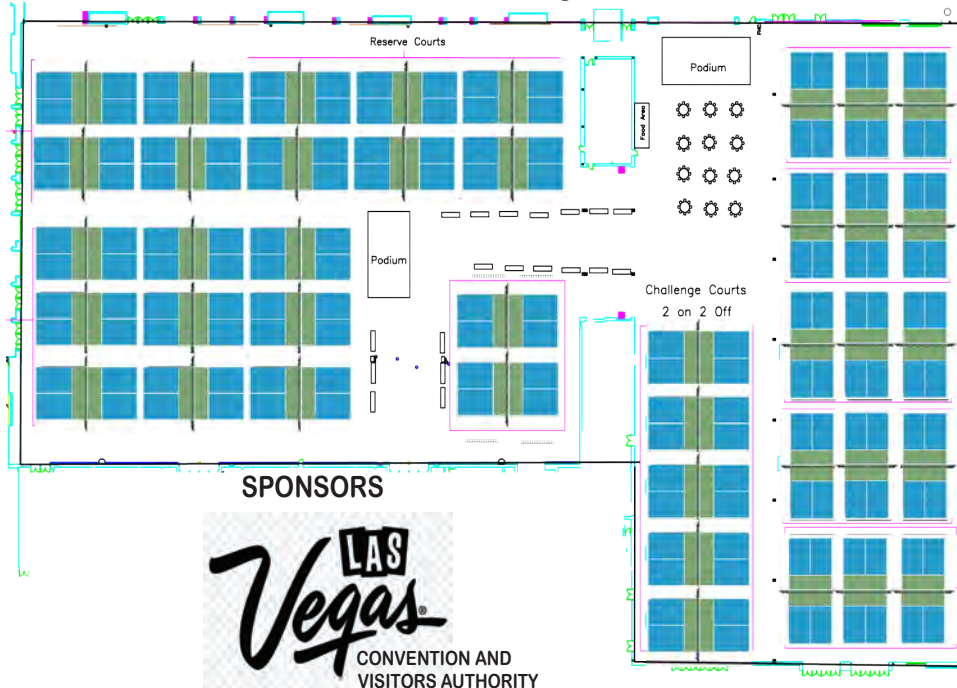 Reserve Courts
Podium
Food Area
Podium
Challenge Courts
2 on 2 Off
SPONSORS
LAS
Vegas®
CONVENTION AND
VISITORS AUTHORITY